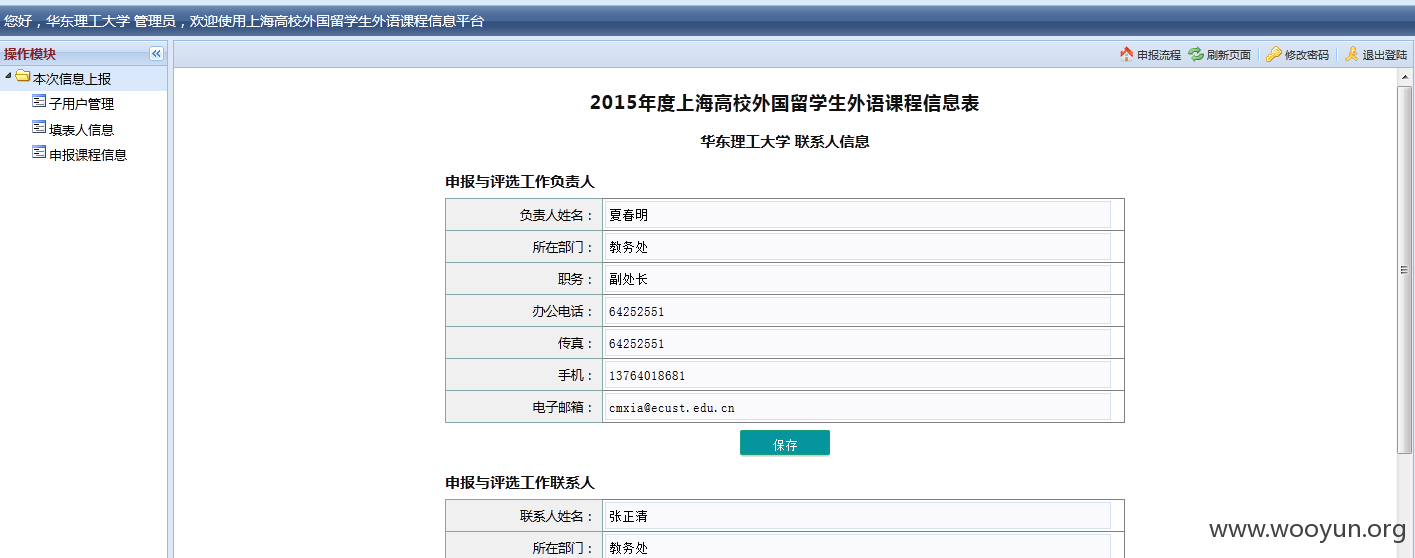 您好，华东理工大学 管理员，欢迎使用上海高校外国留学生外语课程信息平台
操作模块
申报流程 刷新页面 修改密码 退出登陆
本次信息上报
子用户管理
填表人信息
申报课程信息
2015年度上海高校外国留学生外语课程信息表
华东理工大学 联系人信息
申报与评选工作负责人
负责人姓名： 夏春明
所在部门： 教务处
职务： 副处长
办公电话： 64252551
传真： 64252551
手机： 13764018681
电子邮箱： cmxia@ecust.edu.cn
保存
申报与评选工作联系人
联系人姓名： 张正清
所在部门： 教务处
www.wooyun.org